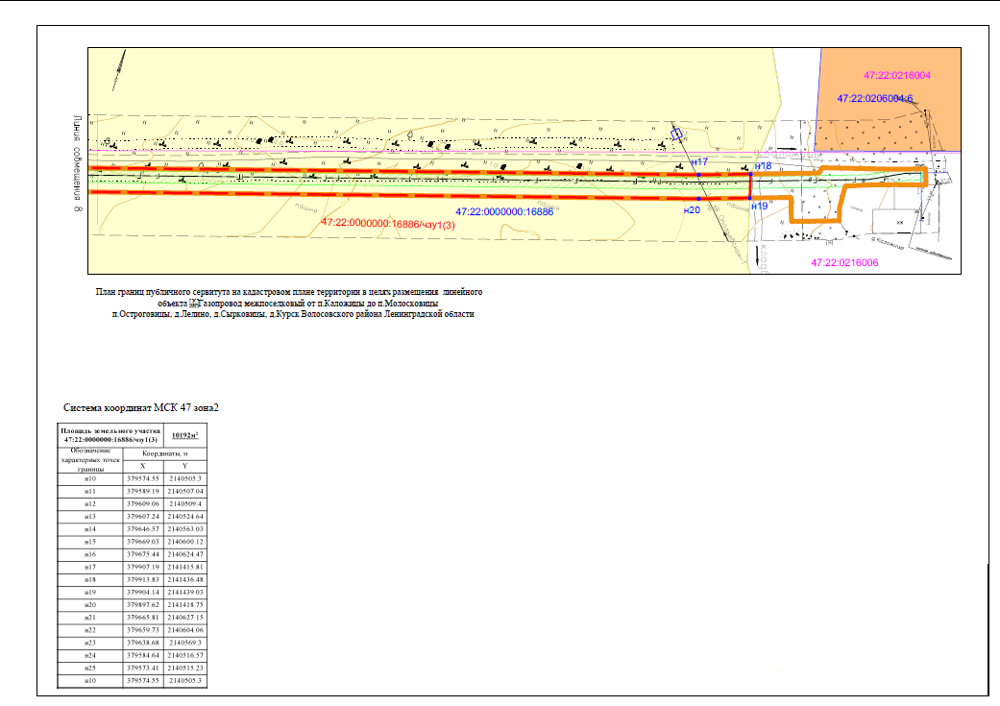 47:22:0216004
47:22:0206004:6
Линия совмещения 8
н17
н18
пашня
47:22:0000000:16886
пашня
н20
н19
47:22:0000000:16886/чзу1(3)
д.Каложицы
47:22:0216006
План границ публичного сервитута на кадастровом плане территории в целях размещения линейного
объекта Газопровод межпоселковый от п.Каложицы до п.Молосковицы
п.Остроговицы, д.Лелино, д.Сырковицы, д.Курск Волосовского района Ленинградской области
Система координат МСК 47 зона2
Площадь земельного участка 10192м²
47:22:0000000:16886/чзу1(3)
Обозначение характерных точек границы Координаты, м
X Y
н10 379574.55 2140505.3
н11 379589.19 2140507.04
н12 379609.06 2140509.4
н13 379607.24 2140524.64
н14 379646.57 2140563.03
н15 379669.03 2140600.12
н16 379675.44 2140624.47
н17 379907.19 2141415.81
н18 379913.83 2141436.48
н19 379904.14 2141439.03
н20 379897.62 2141418.75
н21 379665.81 2140627.15
н22 379659.73 2140604.06
н23 379638.68 2140569.3
н24 379584.64 2140516.57
н25 379573.41 2140515.23
н10 379574.55 2140505.3